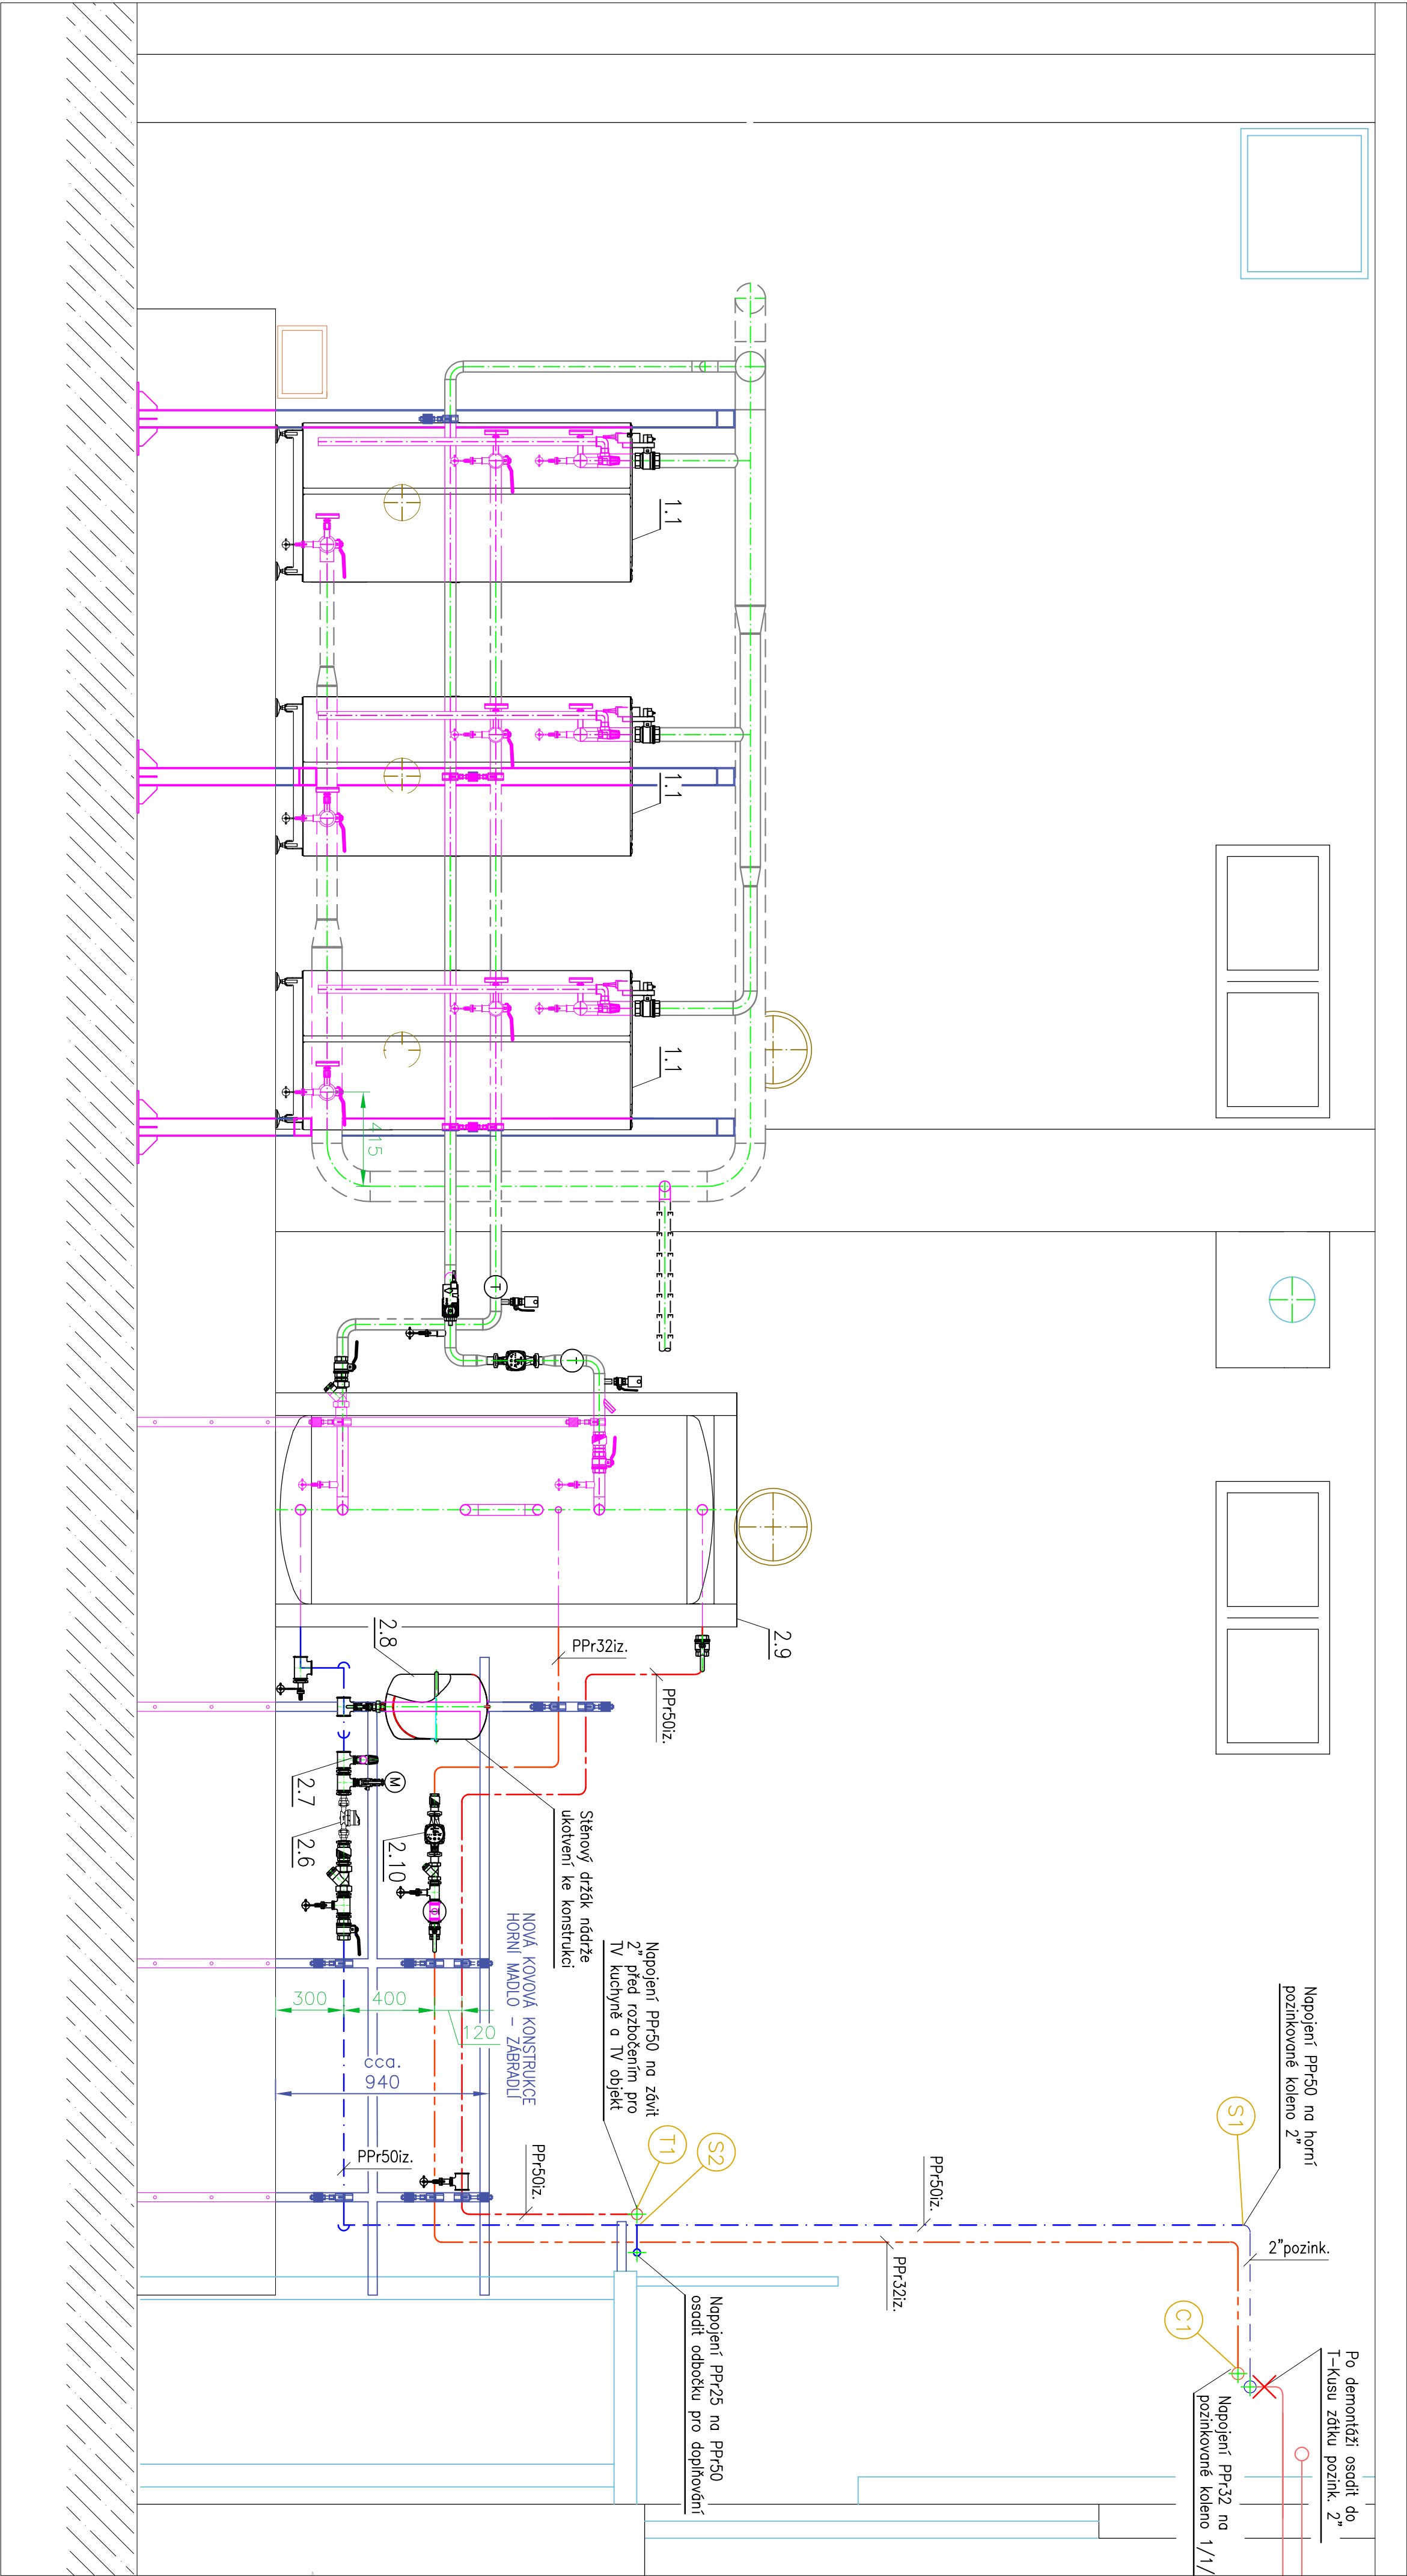 1.1
1.1
1.1
415
T
T
2.9
2.8
PPr32iz.
PPr50iz.
M
2.7
2.6
2.10
Stěnový držák nádrže
ukotvení ke konstrukci
NOVÁ KOVOVÁ KONSTRUKCE
HORNÍ MADLO - ZÁBRADLÍ
300
400
120
cca.
940
Napojení PPr50 na závit
2" před rozbočením pro
TV kuchyně a TV objekt
T1
S2
PPr50iz.
PPr50iz.
PPr50iz.
PPr32iz.
Napojení PPr50 na horní
pozinkované koleno 2"
S1
2"pozink.
C1
Napojení PPr25 na PPr50
osadit odbočku pro doplňování
Po demontáži osadit do
T-Kusu zátku pozink. 2"
Napojení PPr32 na
pozinkované koleno 1/1/